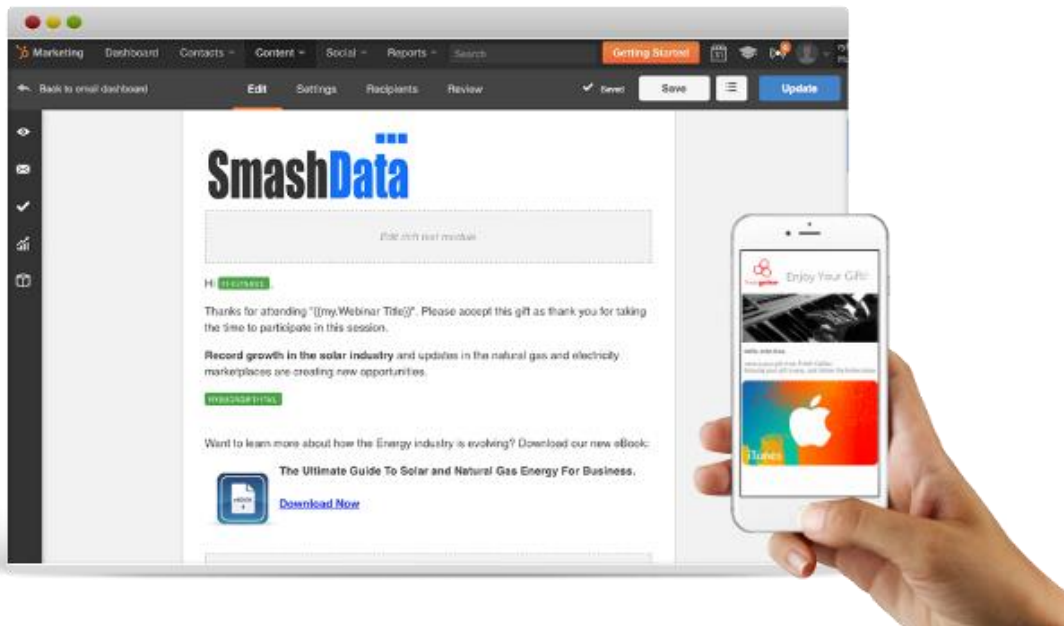 Marketing
Dashboard
Contacts
Content
Social
Reports
Search
Getting Started
Back to email dashboard
Edit
Settings
Recipients
Review
Saved
Save
Update
SmashData
Edit rich text module
Hi
Thanks for attending "{{my.Webinar Title}}". Please accept this gift as thank you for taking
the time to participate in this session.
Record growth in the solar industry and updates in the natural gas and electricity
marketplaces are creating new opportunities.
Want to learn more about how the Energy industry is evolving? Download our new eBook:
The Ultimate Guide To Solar and Natural Gas Energy For Business.
Download Now
Enjoy Your Gift!
iTunes